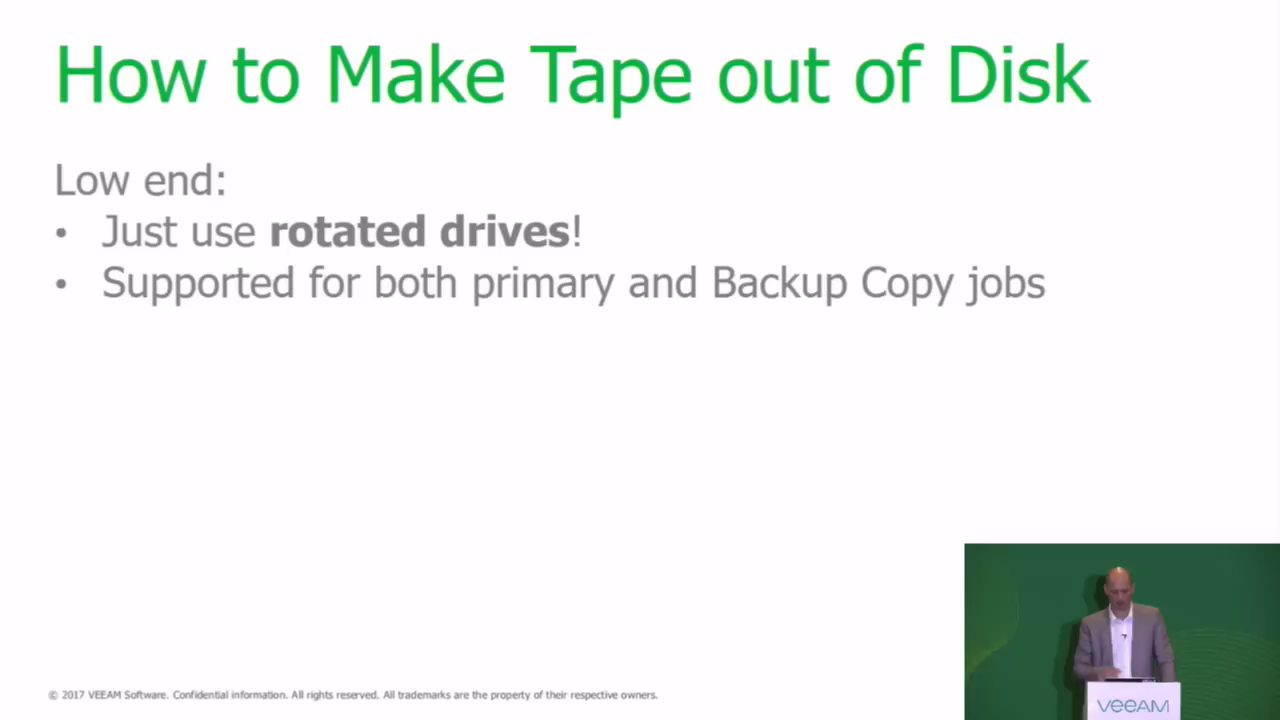 How to Make Tape out of Disk
Low end:
• Just use rotated drives!
• Supported for both primary and Backup Copy jobs
© 2017 VEEAM Software. Confidential information. All rights reserved. All trademarks are the property of their respective owners.
VEEAM